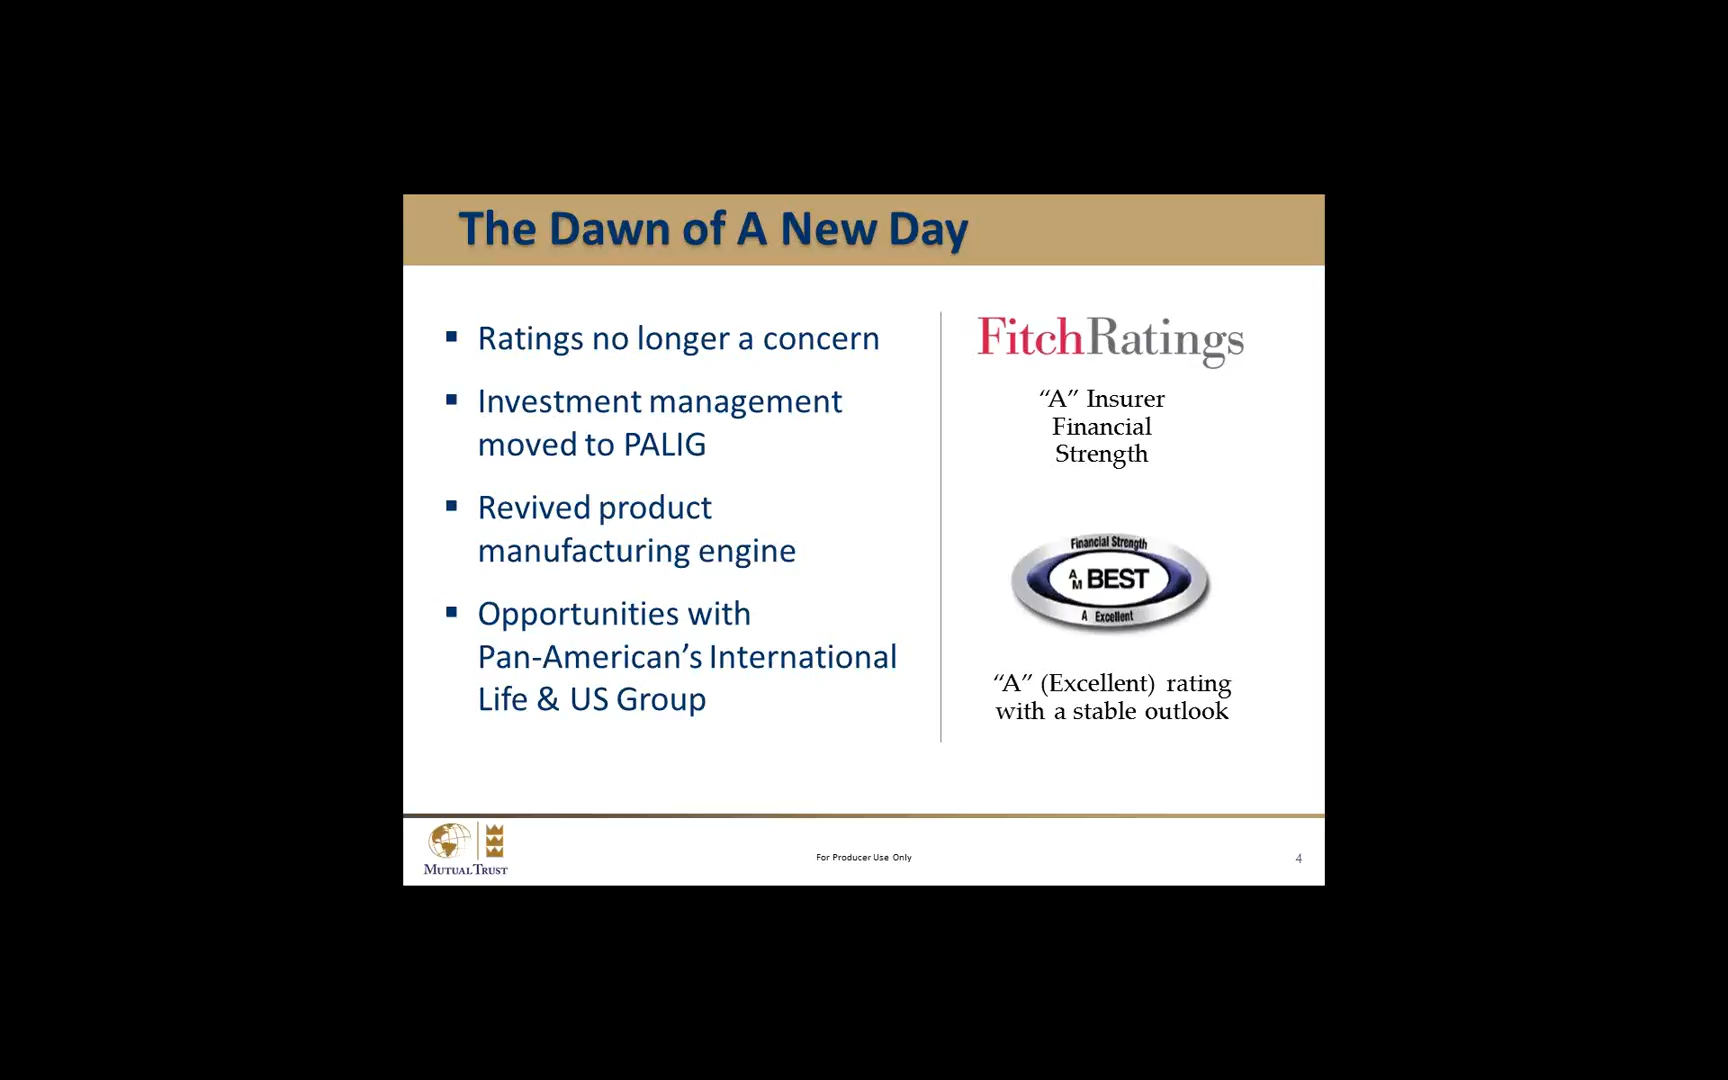 The Dawn of A New Day
▪ Ratings no longer a concern
▪ Investment management
moved to PALIG
▪ Revived product
manufacturing engine
▪ Opportunities with
Pan-American’s International
Life & US Group
FitchRatings
“A” Insurer
Financial
Strength
Financial Strength
AM BEST
A Excellent
“A” (Excellent) rating
with a stable outlook
MUTUAL TRUST
For Producer Use Only
4